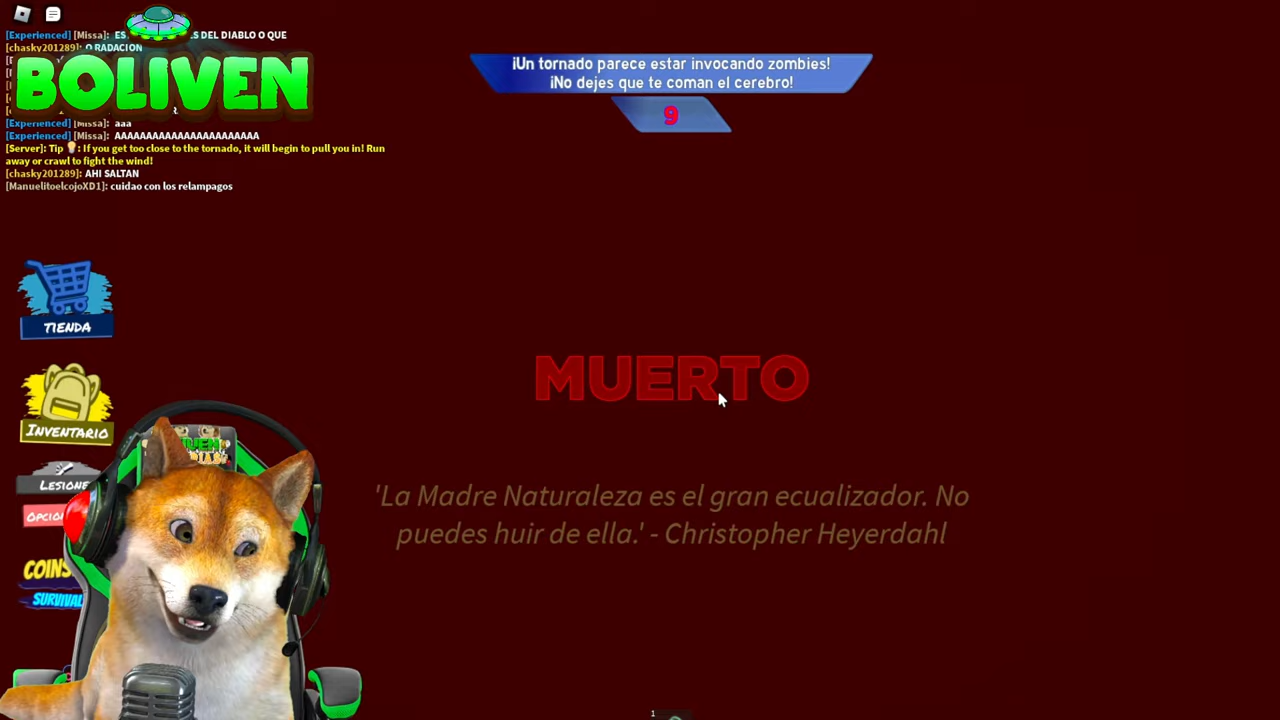 [Experienced] [Missa]: ES DEL DIABLO O QUE
[chasky201289]: O RADACION
BOLIVEN
[Experienced] [Missa]: aaa
[Experienced] [Missa]: AAAAAAAAAAAAAAAAAAAAAAA
[Server]: Tip 💡: If you get too close to the tornado, it will begin to pull you in! Run
away or crawl to fight the wind!
[chasky201289]: AHI SALTAN
[ManuelitoelcojoXD1]: cuidao con los relampagos
¡Un tornado parece estar invocando zombies!
¡No dejes que te coman el cerebro!
9
TIENDA
INVENTARIO
LESIONE
OPCIO
COINS
SURVIVAL
MUERTO
'La Madre Naturaleza es el gran ecualizador. No
puedes huir de ella.' - Christopher Heyerdahl
1